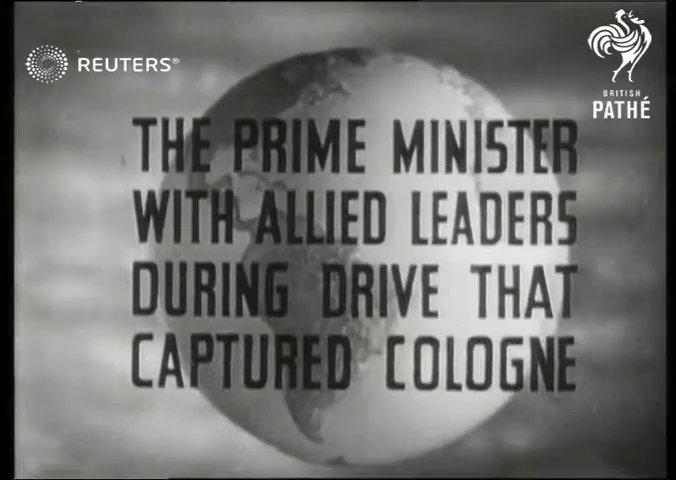 REUTERS®
BRITISH
PATHÉ
THE PRIME MINISTER
WITH ALLIED LEADERS
DURING DRIVE THAT
CAPTURED COLOGNE